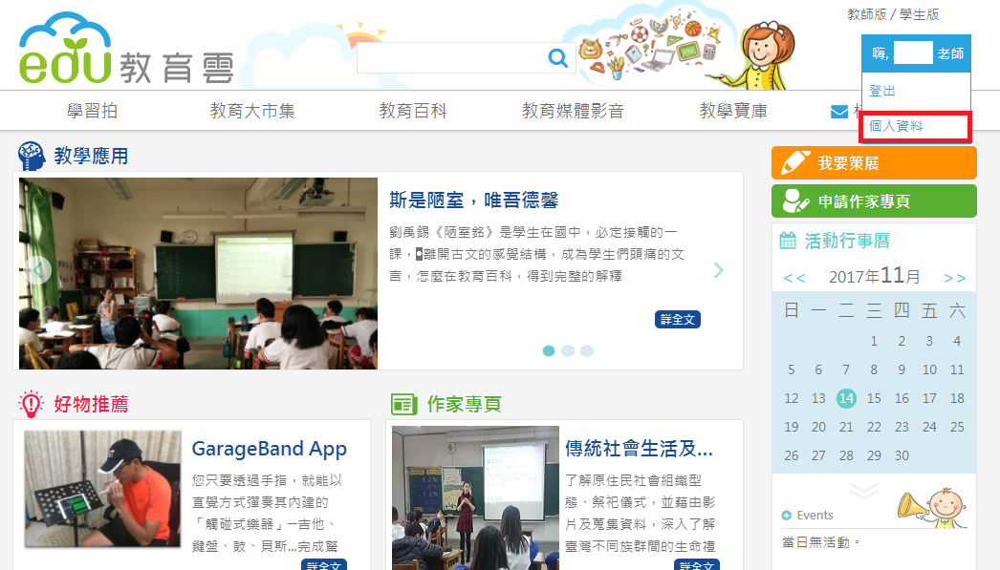 教師版 / 學生版
edu 教育雲
嗨, 老師
登出
個人資料
學習拍
教育大市集
教育百科
教育媒體影音
教學寶庫
教學應用
斯是陋室，唯吾德馨
劉禹錫《陋室銘》是學生在國中，必定接觸的一
課，離開古文的感覺結構，成為學生們頭痛的文
言，怎麼在教育百科，得到完整的解釋
詳全文
我要策展
申請作家專頁
活動行事曆
<< 2017年11月 >>
日 一 二 三 四 五 六
1 2 3 4
5 6 7 8 9 10 11
12 13 14 15 16 17 18
19 20 21 22 23 24 25
26 27 28 29 30
Events
當日無活動。
好物推薦
GarageBand App
您只要透過手指，就能以
直覺方式彈奏其內建的
「觸碰式樂器」—吉他、
鍵盤、鼓、貝斯...完成驚
詳全文
作家專頁
傳統社會生活及...
了解原住民社會組織型
態、祭祀儀式，並藉由影
片及蒐集資料，深入了解
臺灣不同族群間的生命禮
詳全文